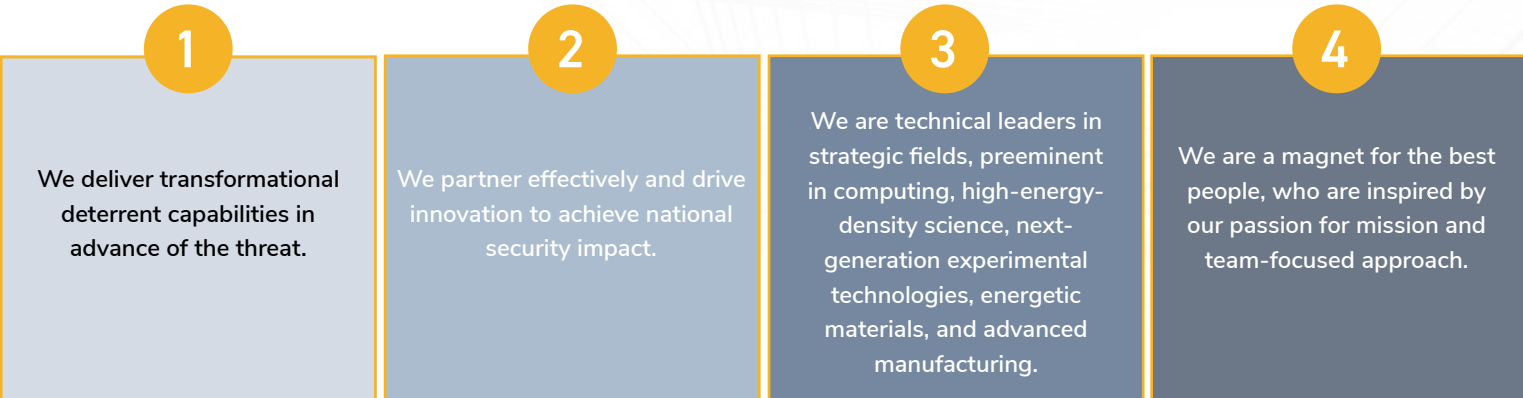 1
We deliver transformational
deterrent capabilities in
advance of the threat.
2
We partner effectively and drive
innovation to achieve national
security impact.
3
We are technical leaders in
strategic fields, preeminent
in computing, high-energy-
density science, next-
generation experimental
technologies, energetic
materials, and advanced
manufacturing.
4
We are a magnet for the best
people, who are inspired by
our passion for mission and
team-focused approach.